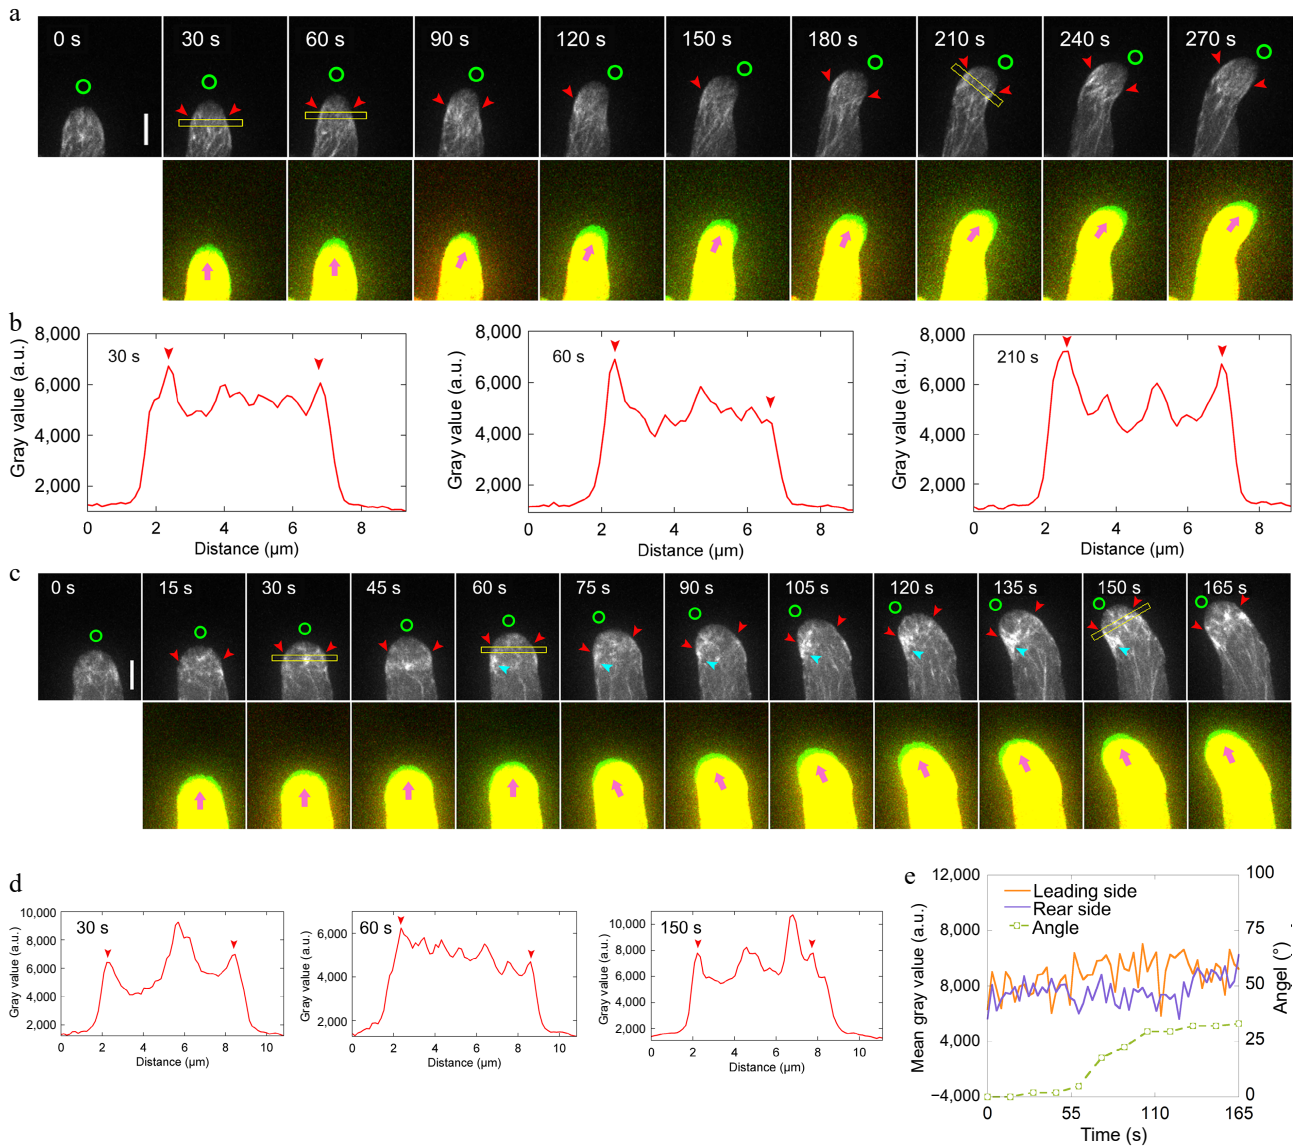 a
0 s 30 s 60 s 90 s 120 s 150 s 180 s 210 s 240 s 270 s
b
Gray value (a.u.)
8,000
6,000
4,000
2,000
30 s
0 2 4 6 8
Distance (µm)
Gray value (a.u.)
8,000
6,000
4,000
2,000
60 s
0 2 4 6 8
Distance (µm)
Gray value (a.u.)
8,000
6,000
4,000
2,000
210 s
0 2 4 6 8
Distance (µm)
c
0 s 15 s 30 s 45 s 60 s 75 s 90 s 105 s 120 s 135 s 150 s 165 s
d
Gray value (a.u.)
10,000
8,000
6,000
4,000
2,000
30 s
0 2 4 6 8 10
Distance (µm)
Gray value (a.u.)
8,000
6,000
4,000
2,000
60 s
0 2 4 6 8 10
Distance (µm)
Gray value (a.u.)
10,000
8,000
6,000
4,000
2,000
150 s
0 2 4 6 8 10
Distance (µm)
e
Mean gray value (a.u.)
12,000
8,000
4,000
−4,000
Leading side
Rear side
Angle
100
75
50
25
0
Angel (°)
0 55 110 165
Time (s)